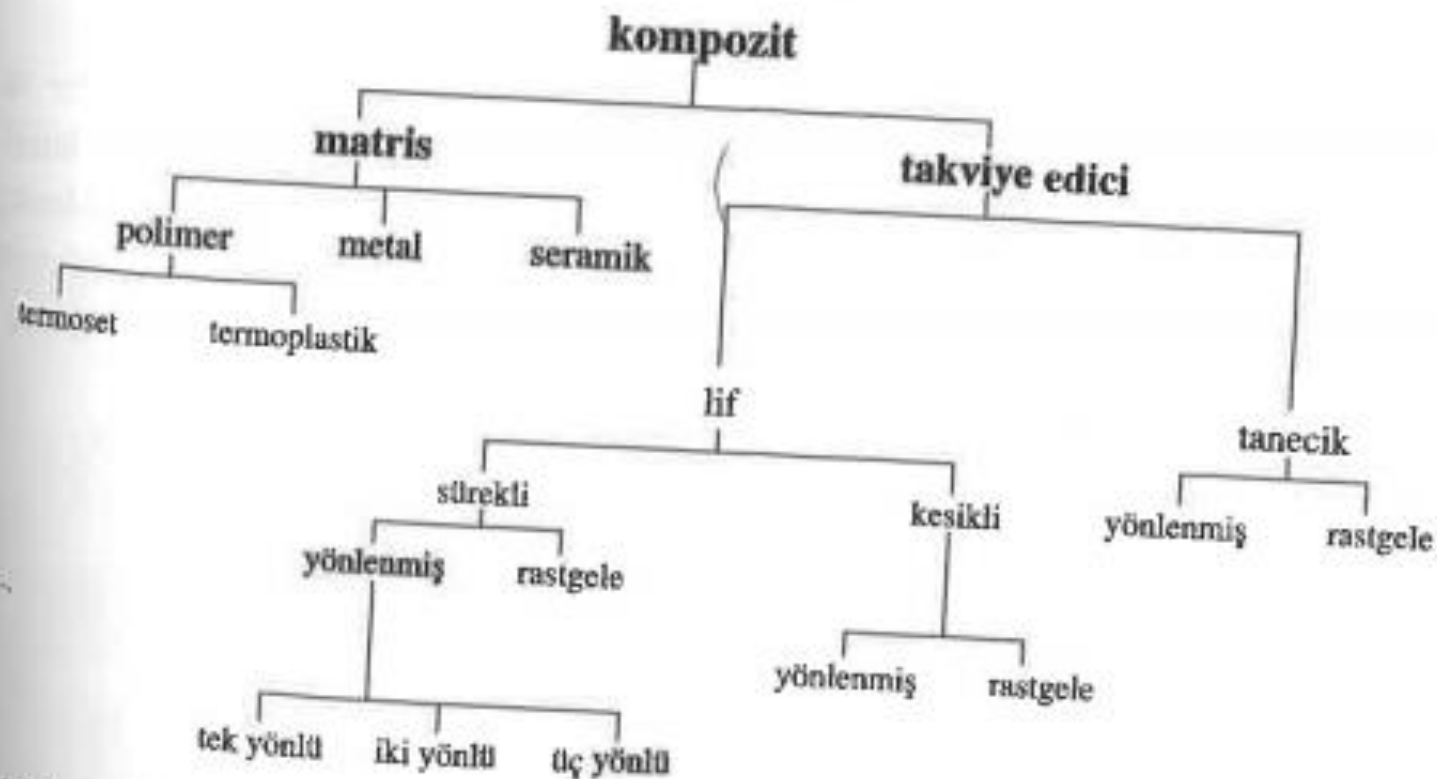 kompozit
matris
takviye edici
polimer
metal
seramik
termoset
termoplastik
lif
tanecik
sürekli
kesikli
yönlenmiş
rastgele
yönlenmiş
rastgele
yönlenmiş
rastgele
tek yönlü
iki yönlü
üç yönlü